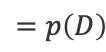 = p(D)